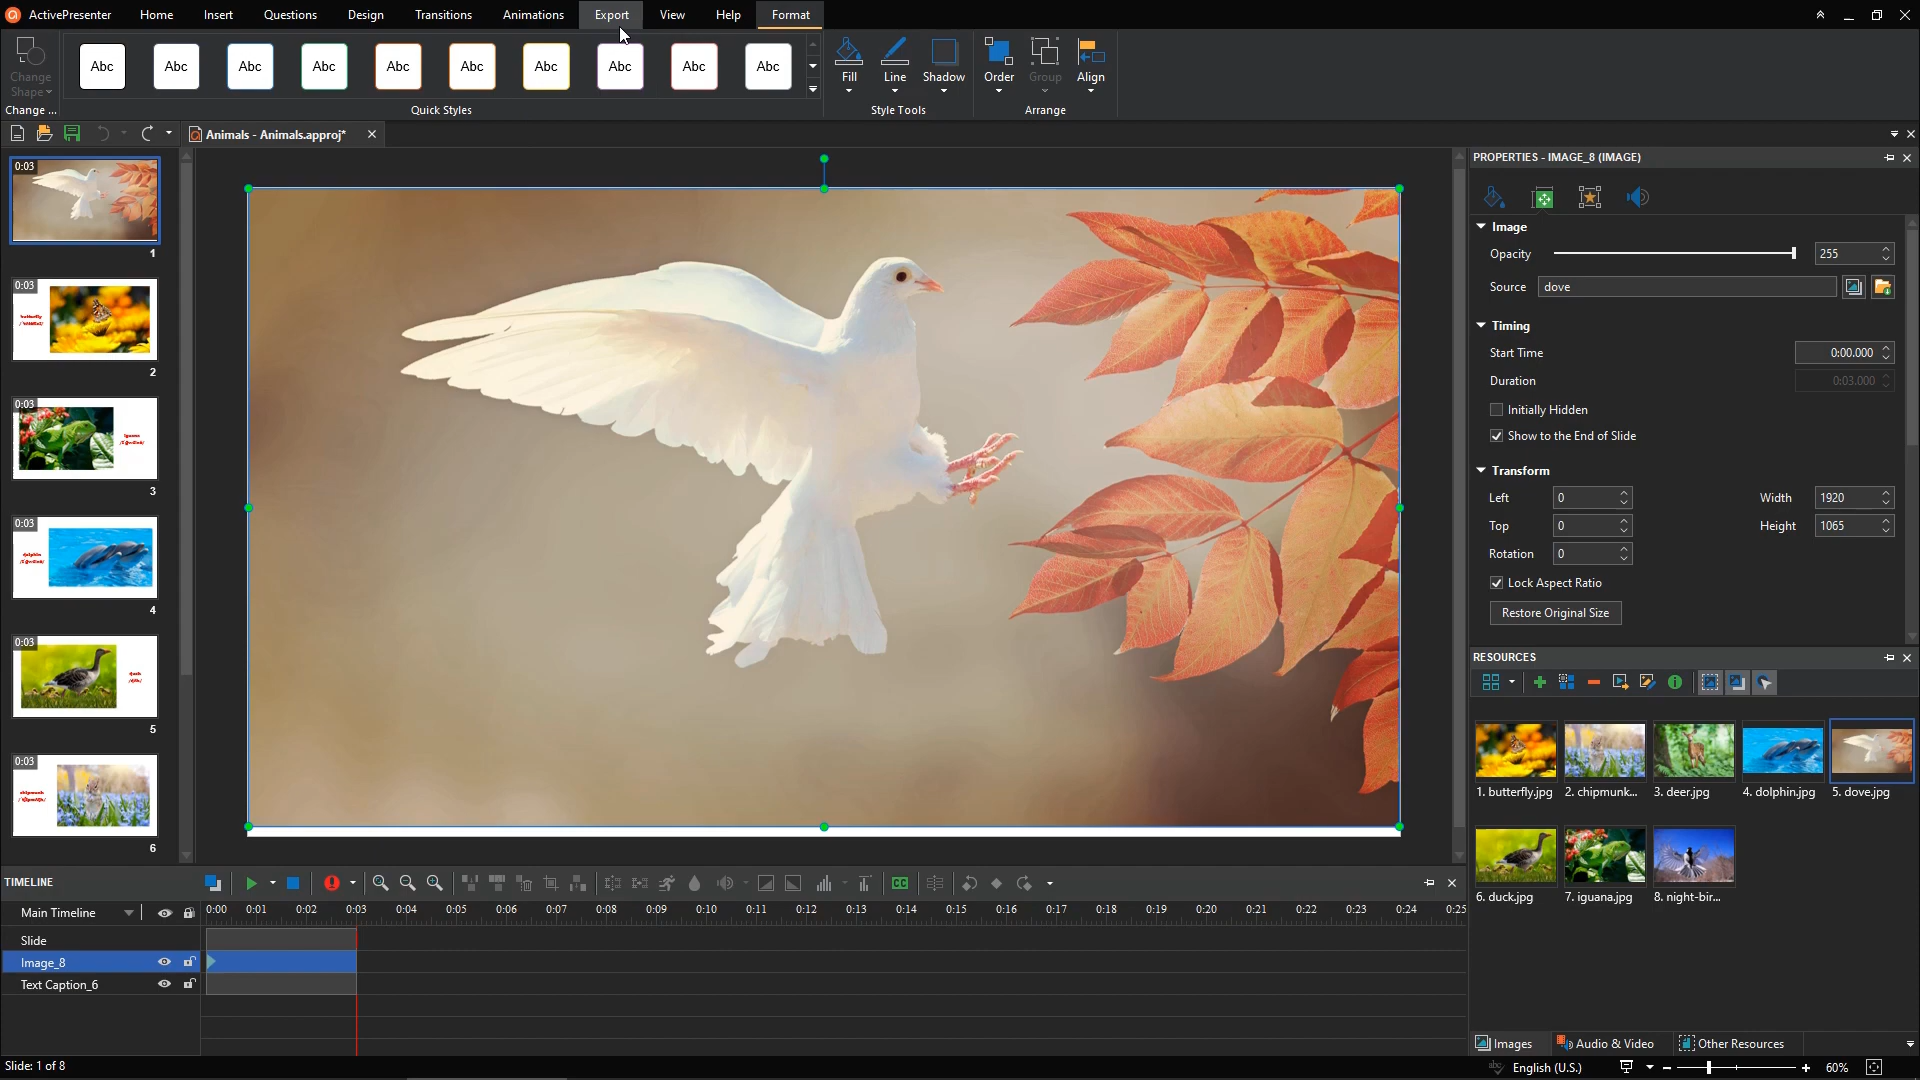 ActivePresenter Home Insert Questions Design Transitions Animations Export View Help Format
Change Shape
Abc Abc Abc Abc Abc Abc Abc Abc Abc Abc
Fill Line Shadow Order Group Align
Change ... Quick Styles Style Tools Arrange
Animals - Animals.approj*
0:03
1
0:03
butterfly
2
0:03
iguana
3
0:03
dolphin
4
0:03
5
0:03
chipmunk
6
PROPERTIES - IMAGE_8 (IMAGE)
Image
Opacity 255
Source dove
Timing
Start Time 0:00.000
Duration 0:03.000
Initially Hidden
Show to the End of Slide
Transform
Left 0 Width 1920
Top 0 Height 1065
Rotation 0
Lock Aspect Ratio
Restore Original Size
RESOURCES
1. butterfly.jpg 2. chipmunk... 3. deer.jpg 4. dolphin.jpg 5. dove.jpg
6. duck.jpg 7. iguana.jpg 8. night-bir...
Images Audio & Video Other Resources
TIMELINE
CC
Main Timeline 0:00 0:01 0:02 0:03 0:04 0:05 0:06 0:07 0:08 0:09 0:10 0:11 0:12 0:13 0:14 0:15 0:16 0:17 0:18 0:19 0:20 0:21 0:22 0:23 0:24 0:25
Slide
Image_8
Text Caption_6
Slide: 1 of 8 English (U.S.) 60%